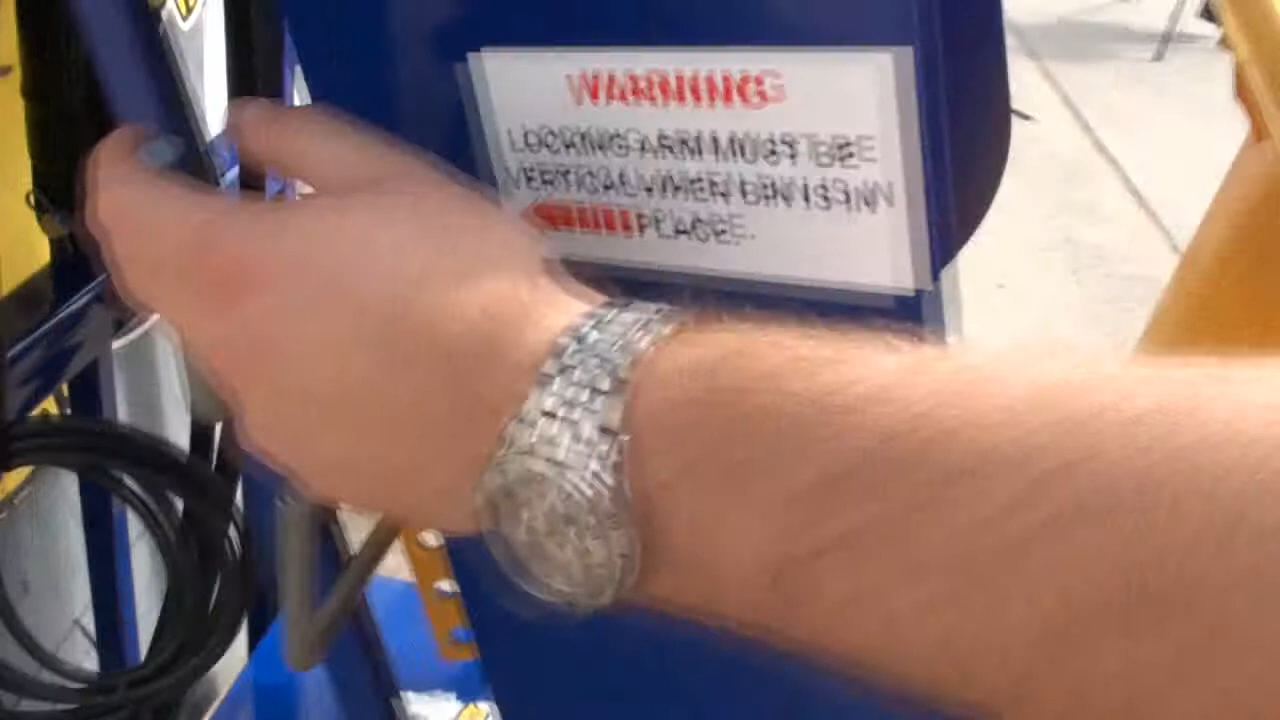 WARNING
LOCKING ARM MUST BE
VERTICAL WHEN BIN IS IN
PLACE.